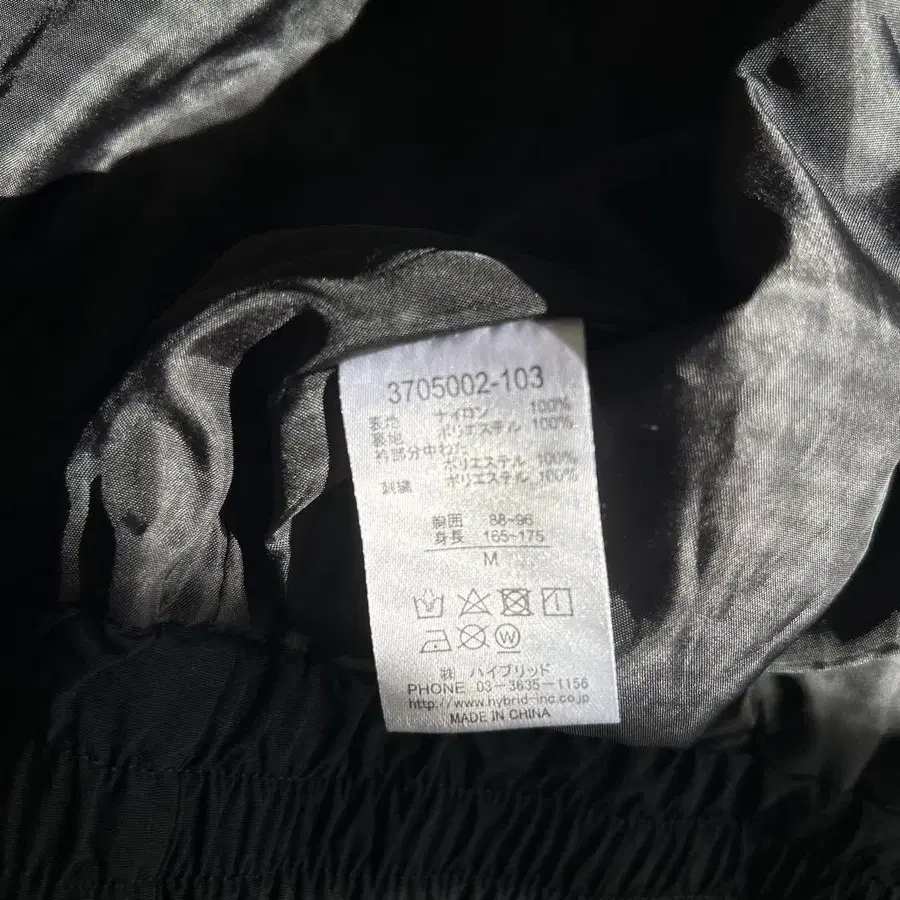 3705002-103
表地 ナイロン 100%
裏地 ポリエステル 100%
衿部分中わた
ポリエステル 100%
刺繍 ポリエステル 100%
範囲 88~96
身長 165~175
M
W
㈱ ハイブリッド
PHONE 03-3635-1156
http://www.hybrid-inc.co.jp
MADE IN CHINA